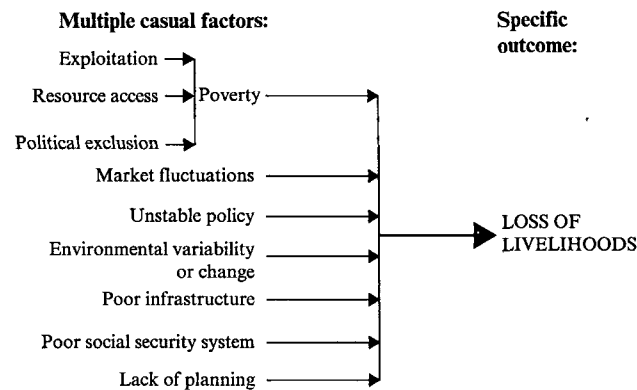 Multiple casual factors:
Specific
outcome:
Exploitation
Resource access
Poverty
Political exclusion
Market fluctuations
Unstable policy
Environmental variability
or change
Poor infrastructure
Poor social security system
Lack of planning
LOSS OF
LIVELIHOODS